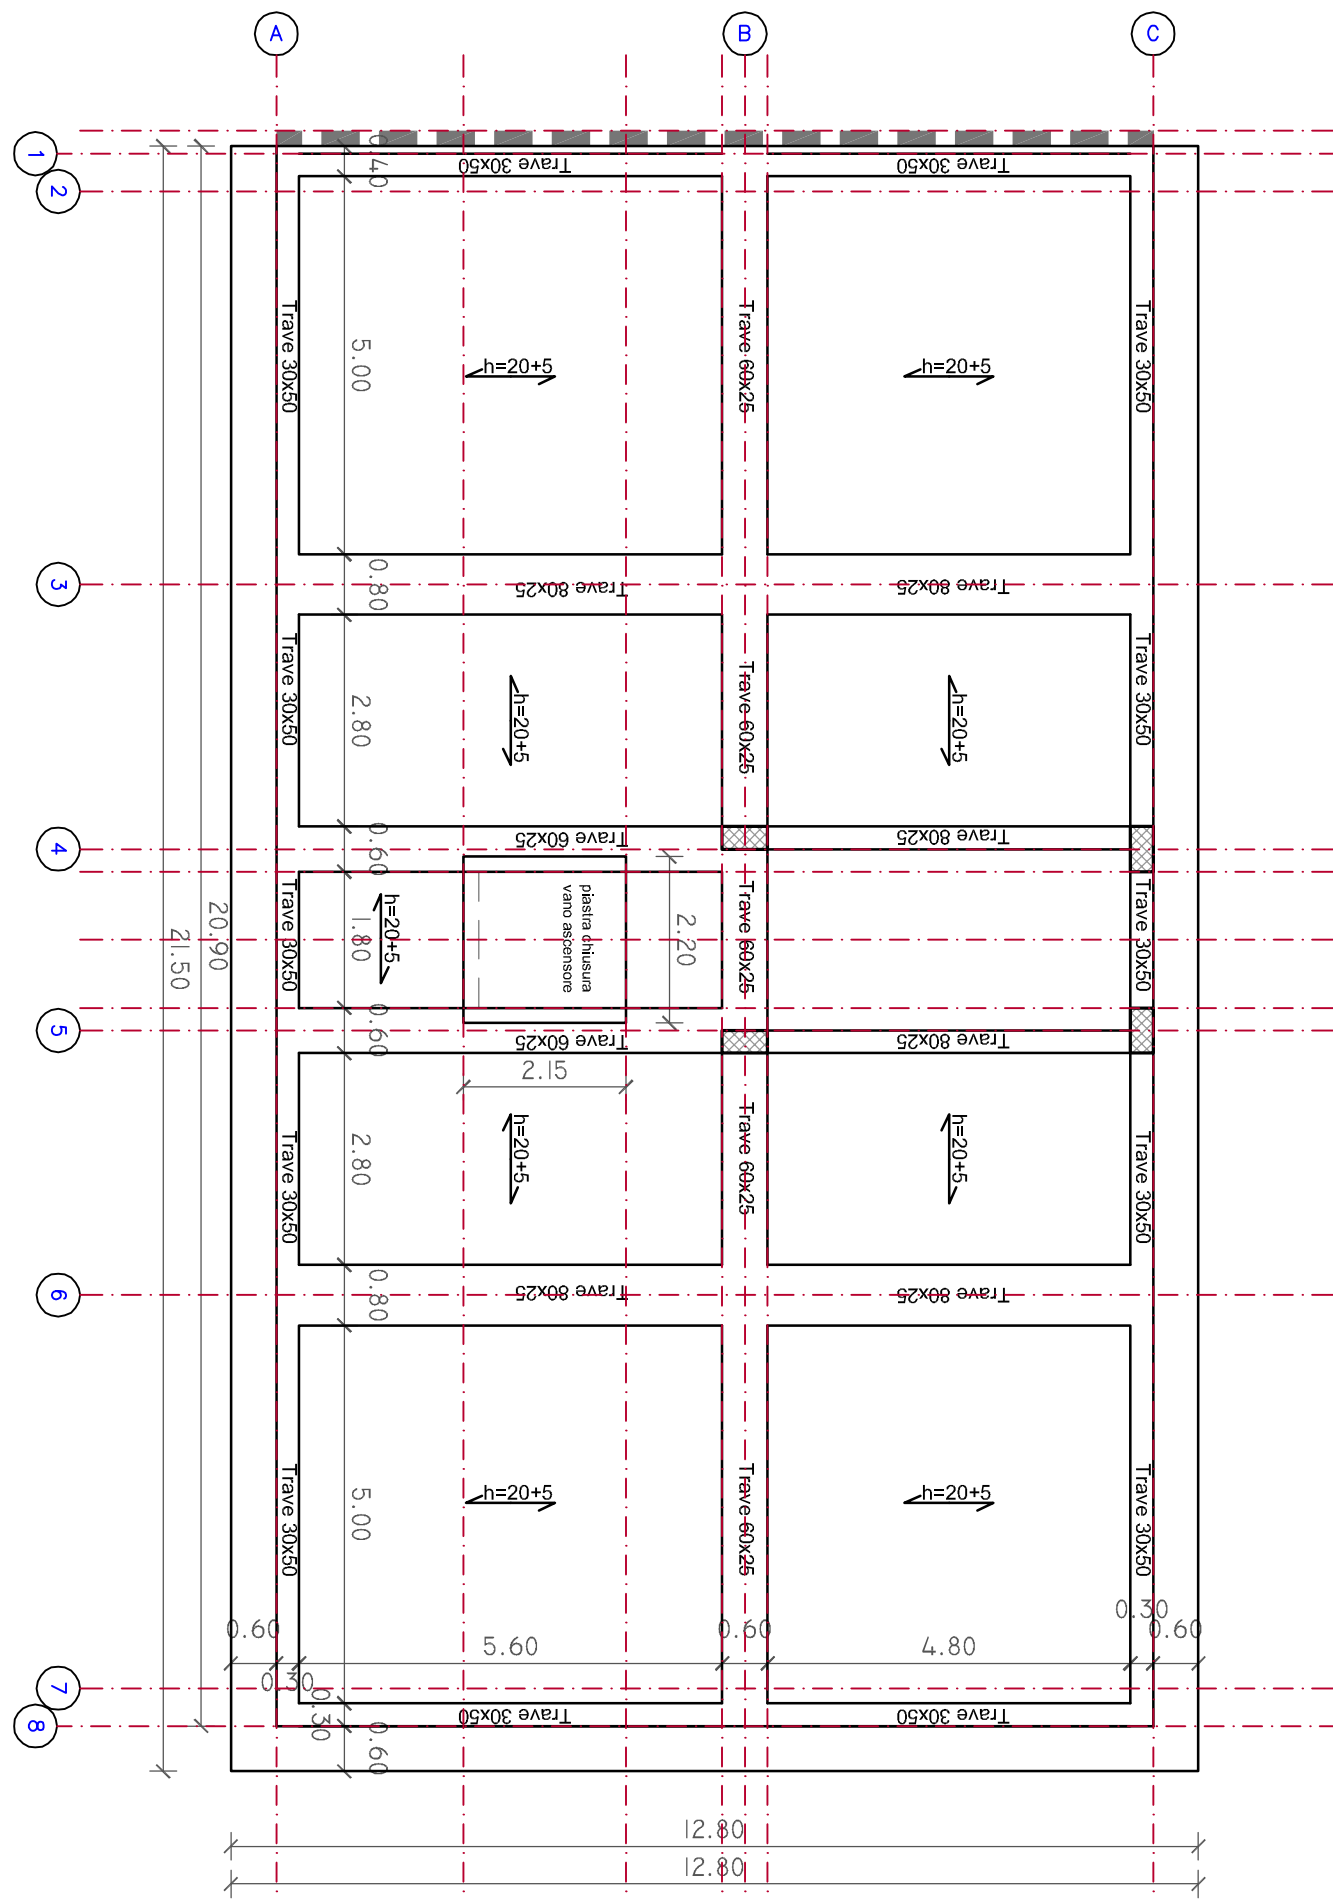 A
B
C
1
2
3
4
5
6
7
8
Trave 30x50
Trave 30x50
0.40
Trave 30x50
5.00
h=20+5
Trave 60x25
h=20+5
Trave 30x50
0.80
Trave 80x25
Trave 80x25
Trave 30x50
2.80
h=20+5
Trave 60x25
h=20+5
Trave 30x50
0.60
Trave 60x25
Trave 80x25
Trave 30x50
1.80
h=20+5
piastra chiusura
vano ascensore
2.20
Trave 60x25
Trave 30x50
20.90
21.50
0.60
Trave 60x25
Trave 80x25
2.15
Trave 30x50
2.80
h=20+5
Trave 60x25
h=20+5
Trave 30x50
0.80
Trave 80x25
Trave 80x25
Trave 30x50
5.00
h=20+5
Trave 60x25
h=20+5
Trave 30x50
0.60
0.30
5.60
0.60
4.80
0.30
0.60
0.30
Trave 30x50
Trave 30x50
0.60
12.80
12.80